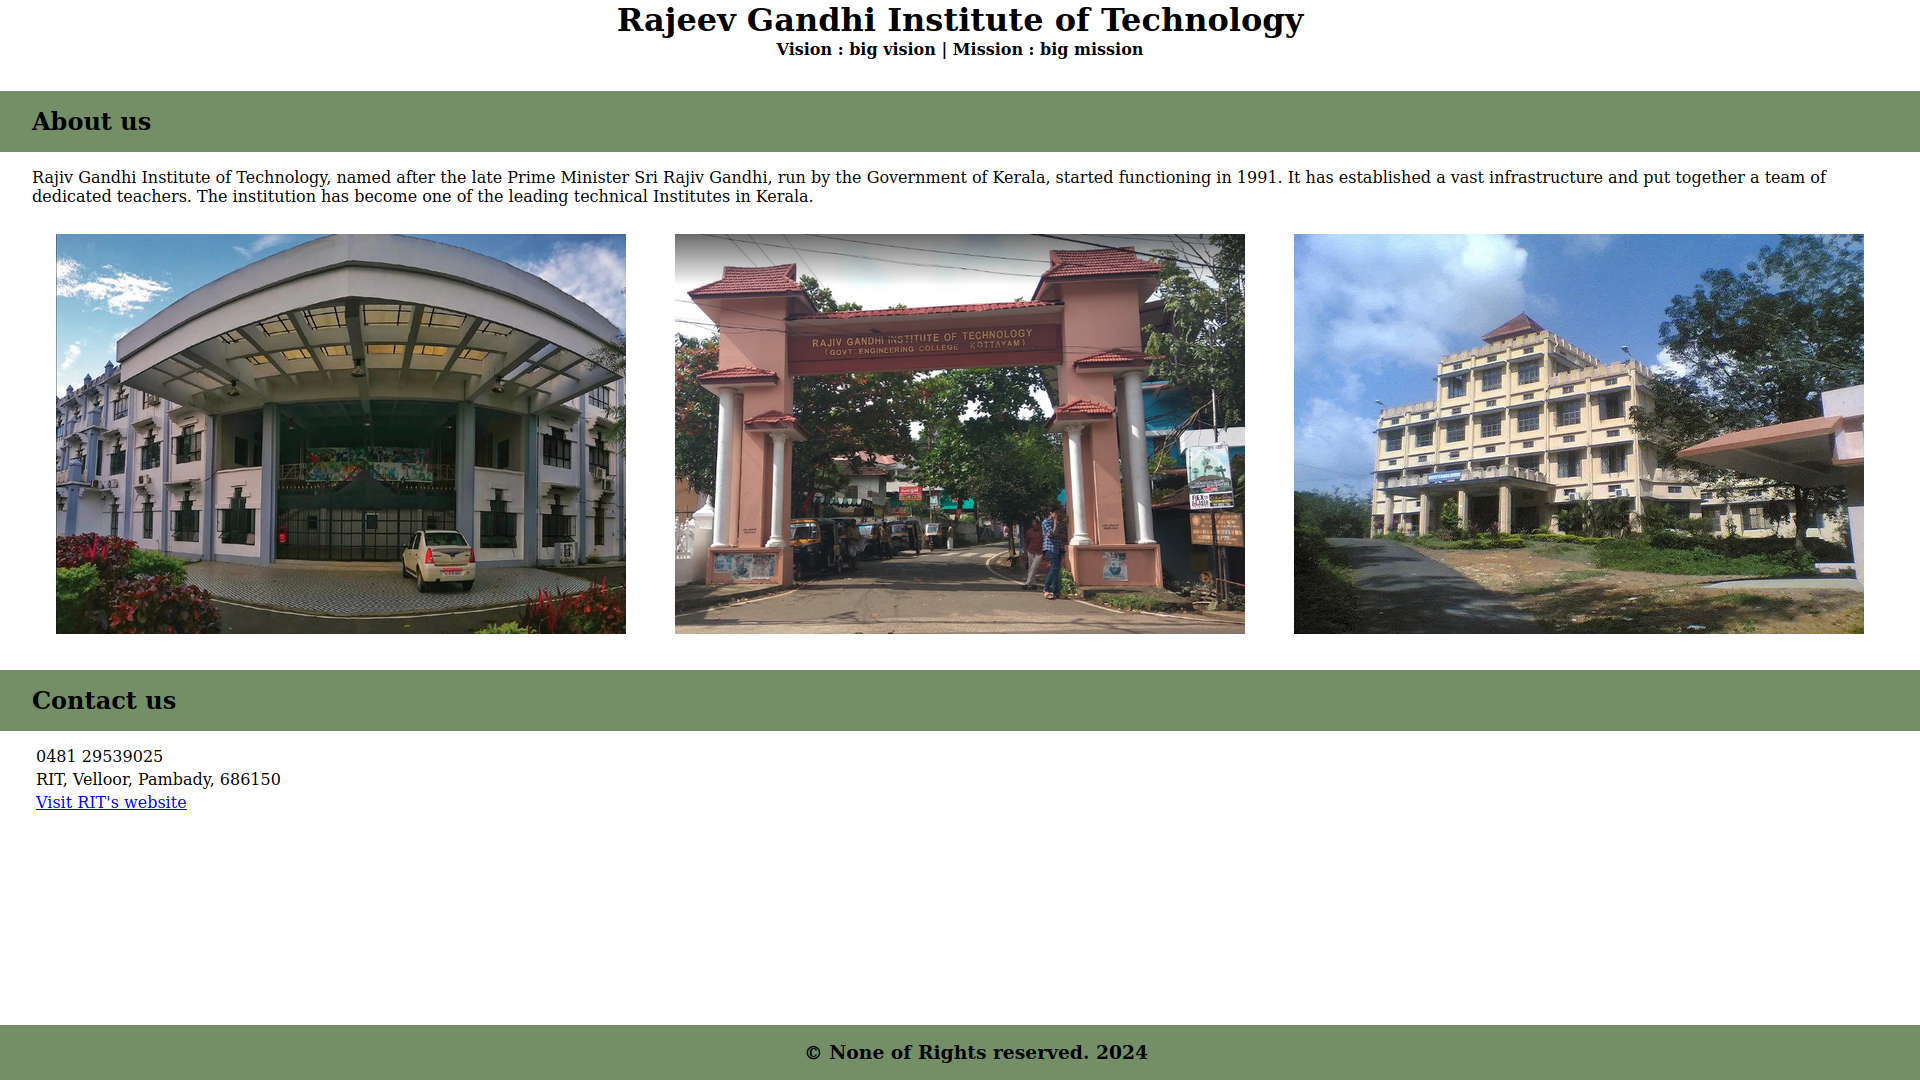 Rajeev Gandhi Institute of Technology
Vision : big vision | Mission : big mission
About us
Rajiv Gandhi Institute of Technology, named after the late Prime Minister Sri Rajiv Gandhi, run by the Government of Kerala, started functioning in 1991. It has established a vast infrastructure and put together a team of
dedicated teachers. The institution has become one of the leading technical Institutes in Kerala.
RAJIV GANDHI INSTITIUTE OF TECHNOLOGY
(GOVT. ENGINEERING COLLEGE KOTTAYAM)
Contact us
0481 29539025
RIT, Velloor, Pambady, 686150
Visit RIT's website
© None of Rights reserved. 2024